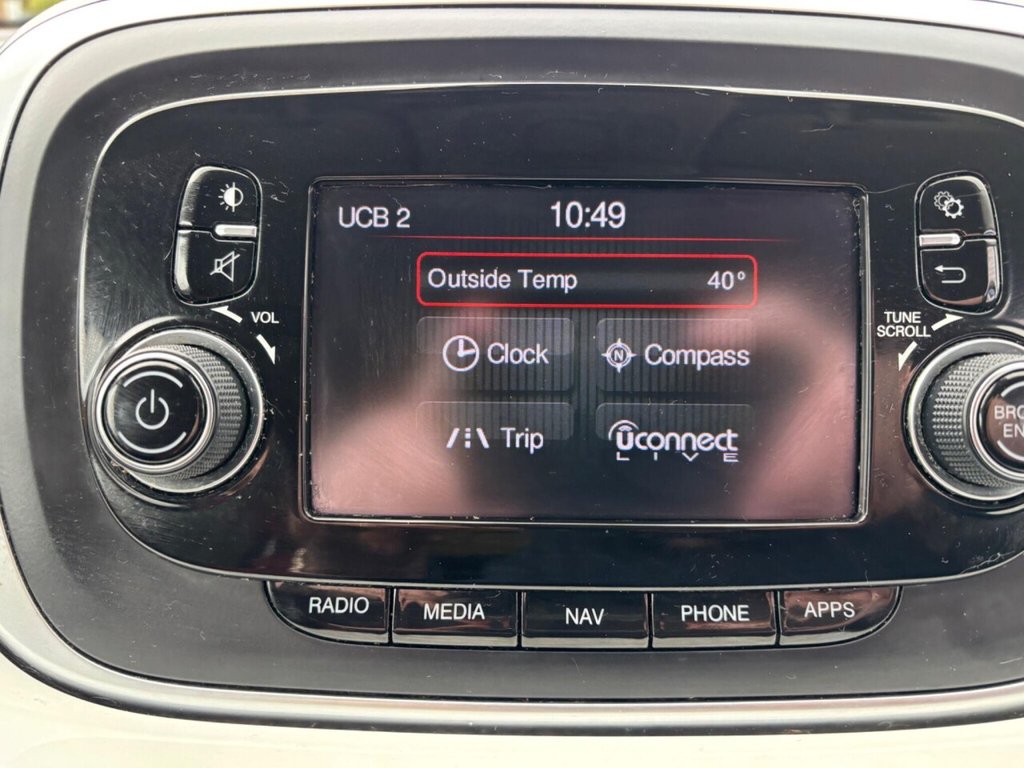 UCB 2
10:49
Outside Temp 40°
VOL
TUNE
SCROLL
Clock
N Compass
Trip
Uconnect
LIVE
RADIO
MEDIA
NAV
PHONE
APPS